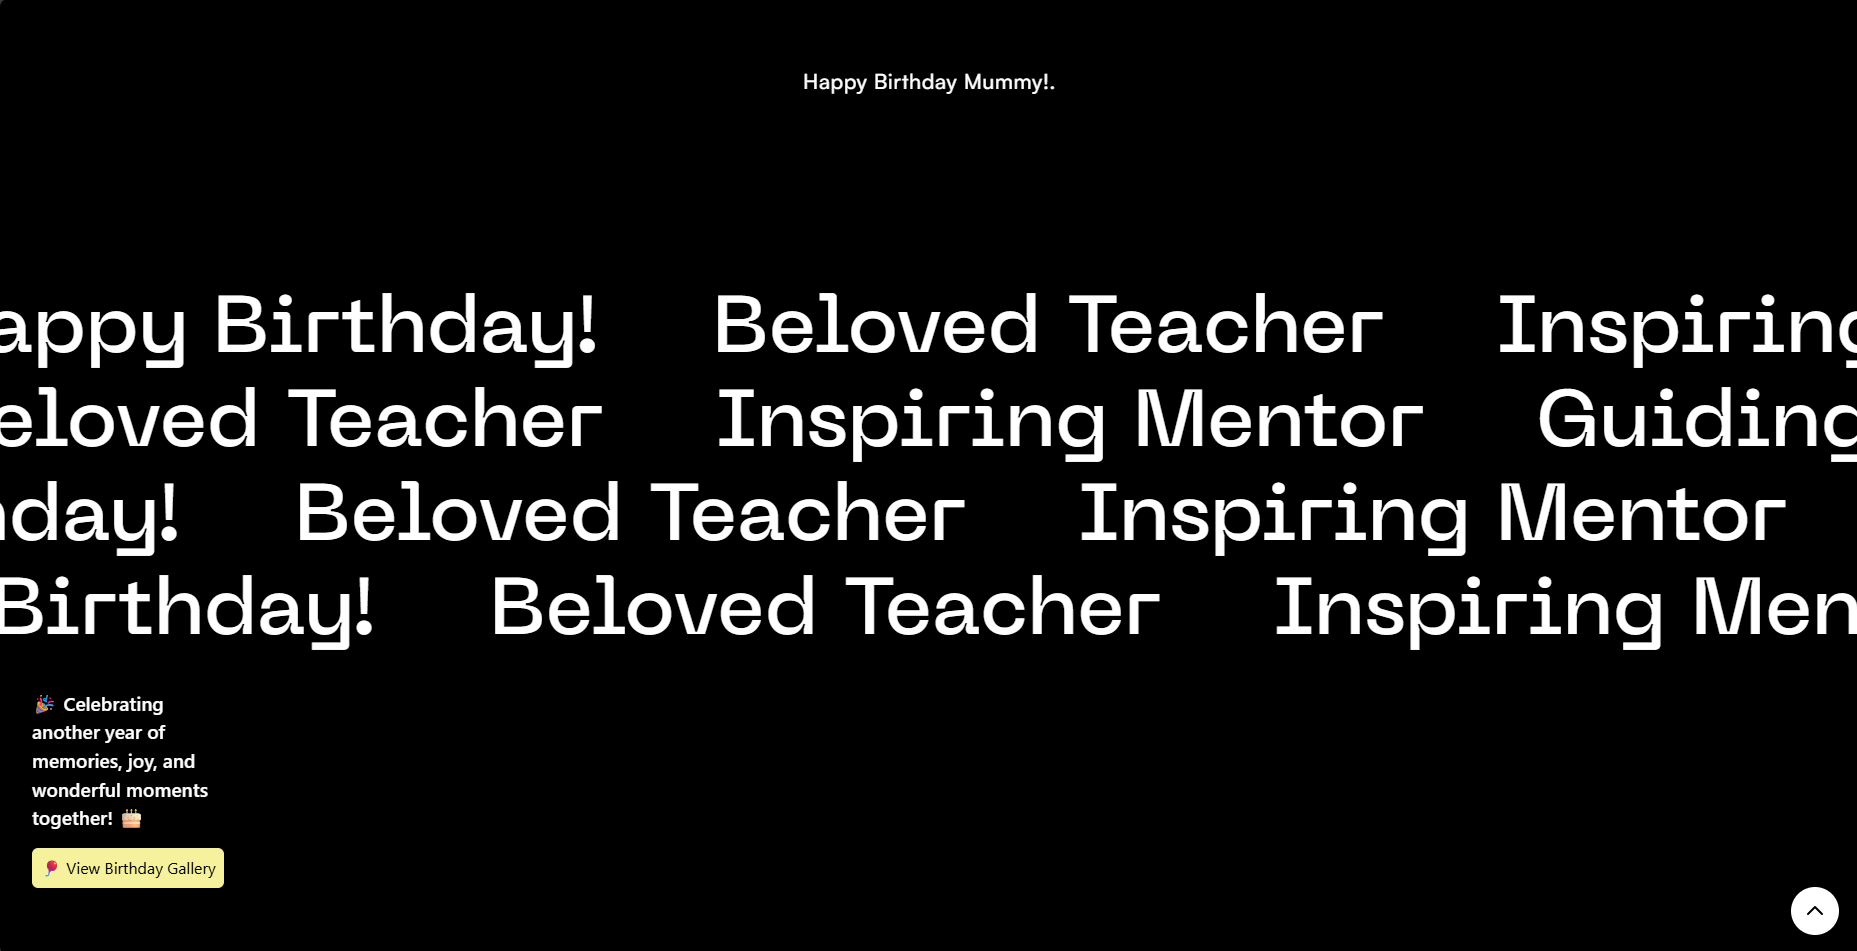 Happy Birthday Mummy!.
appy Birthday! Beloved Teacher Inspiring
eloved Teacher Inspiring Mentor Guiding
hday! Beloved Teacher Inspiring Mentor
Birthday! Beloved Teacher Inspiring Men
🎉 Celebrating
another year of
memories, joy, and
wonderful moments
together! 🎂
🎈 View Birthday Gallery